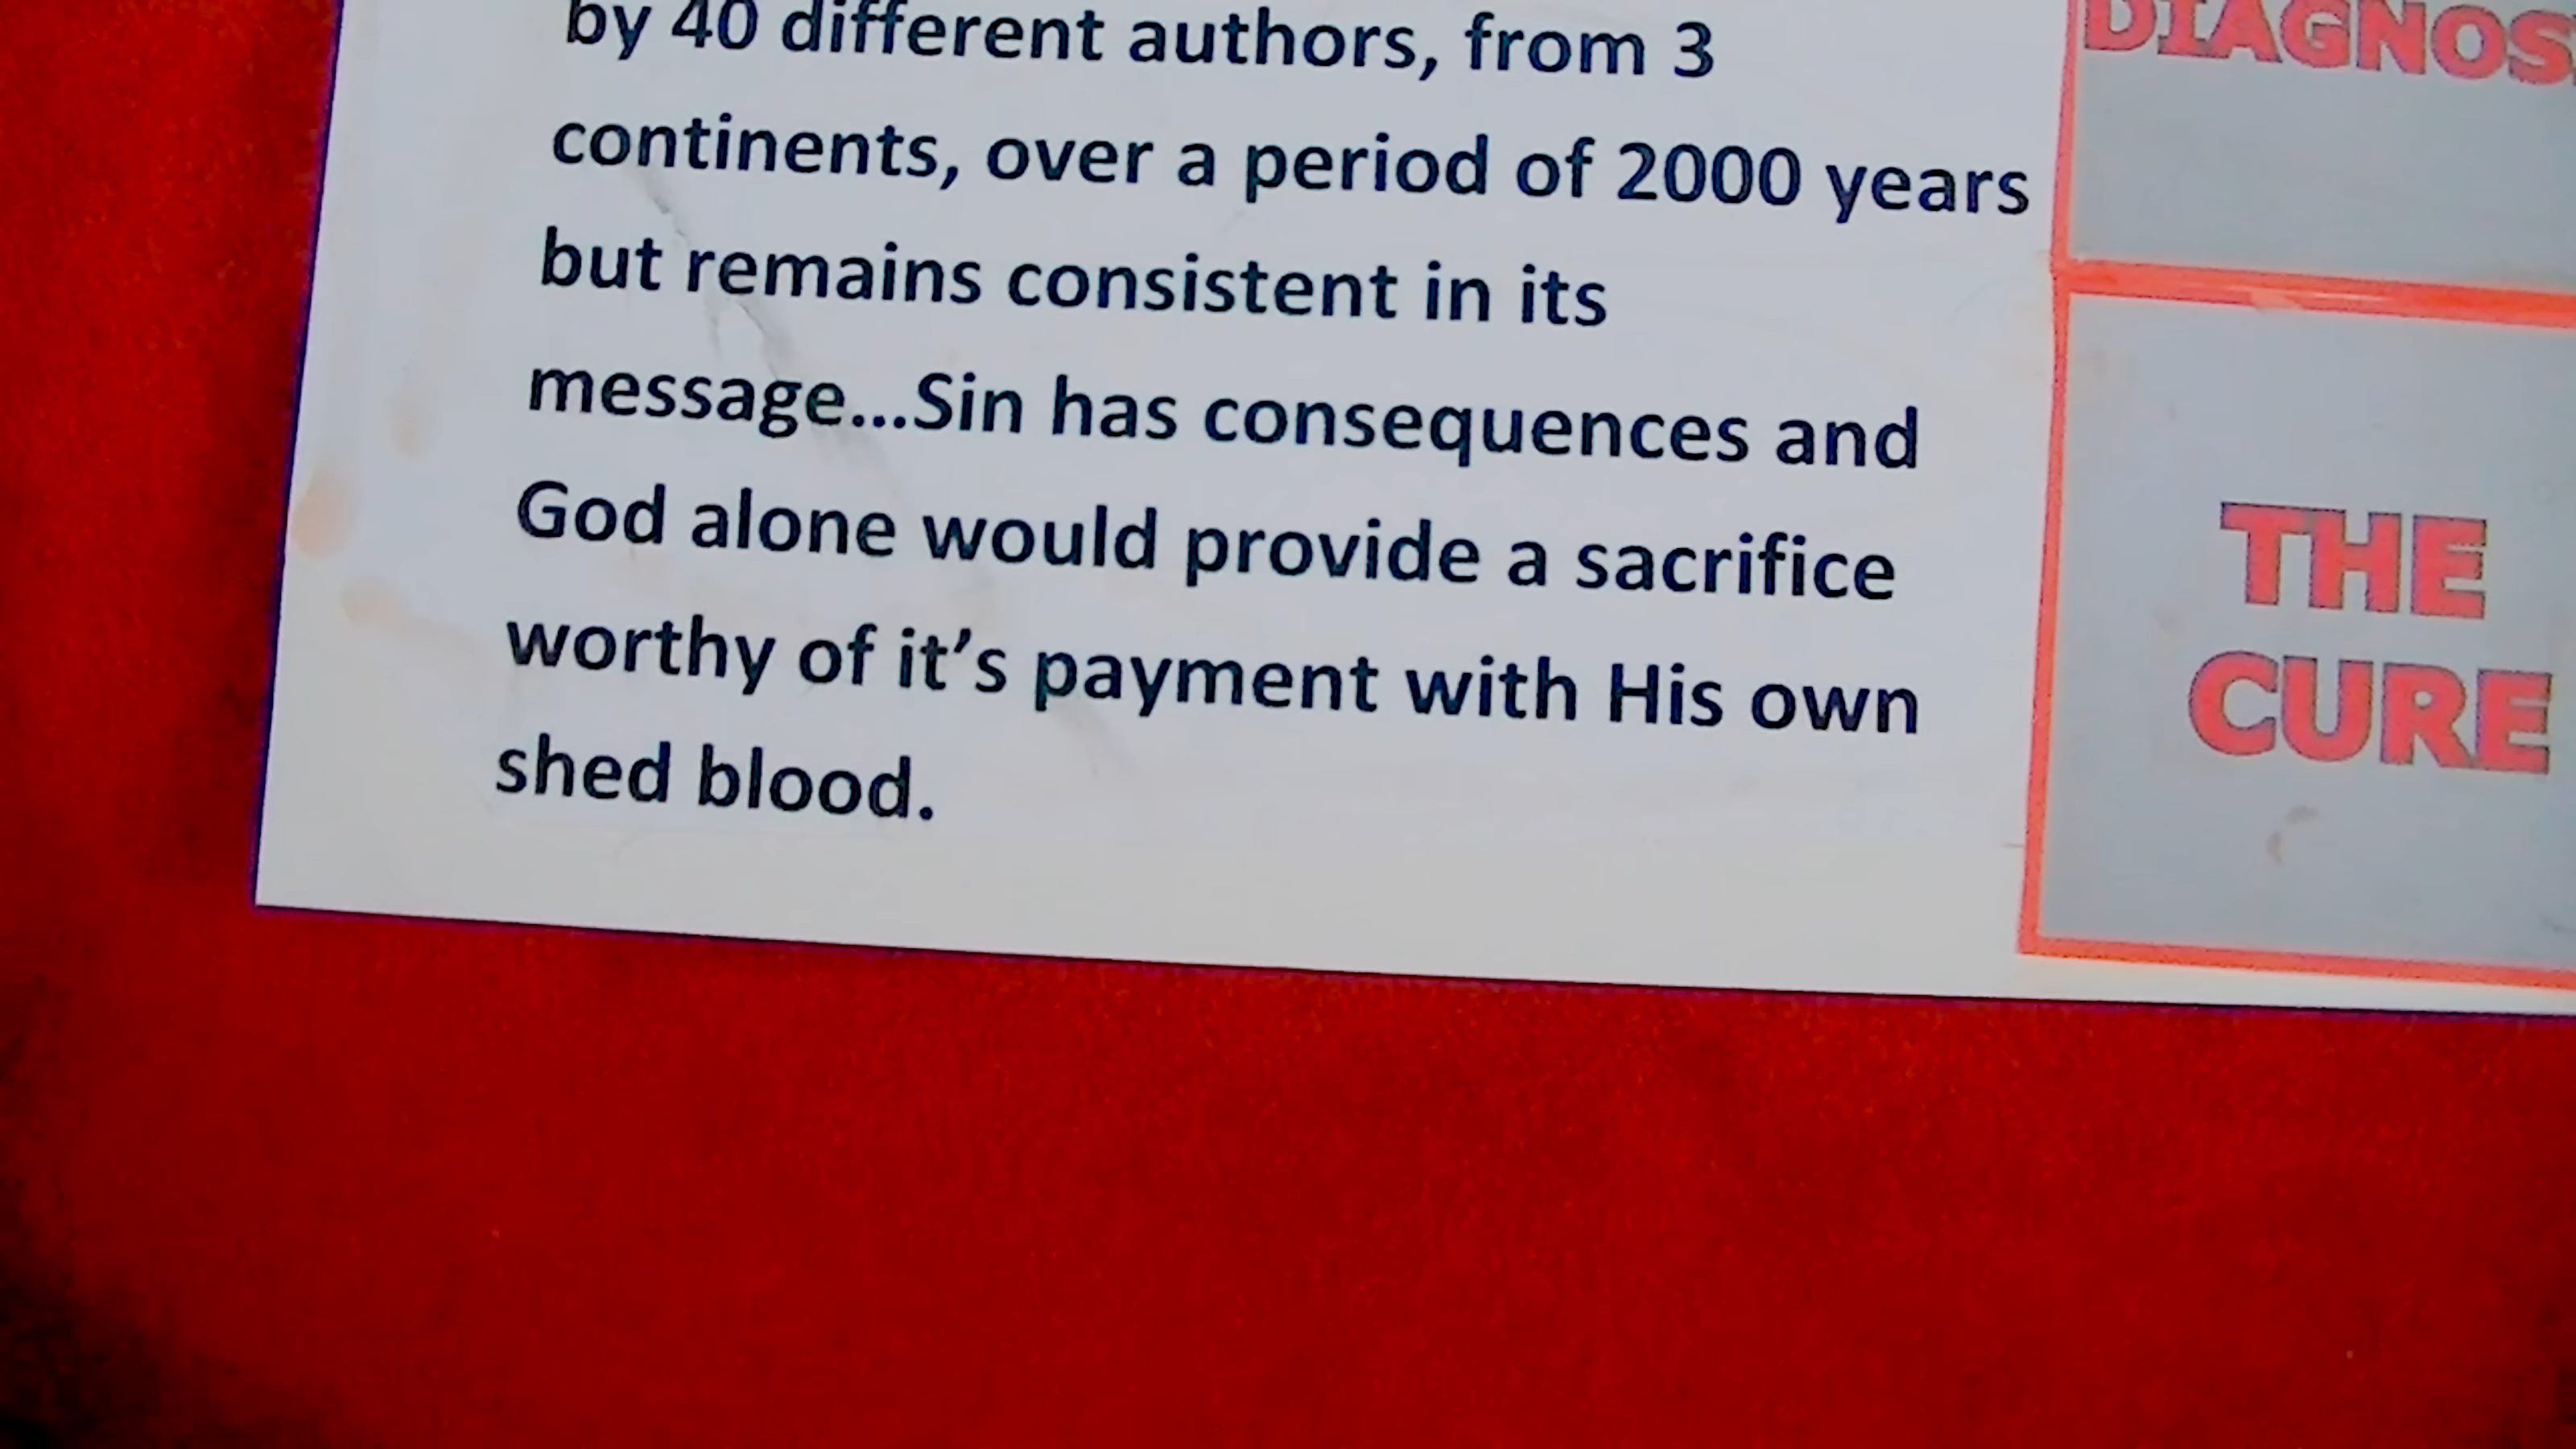 by 40 different authors, from 3
continents, over a period of 2000 years
but remains consistent in its
message...Sin has consequences and
God alone would provide a sacrifice
worthy of it’s payment with His own
shed blood.
DIAGNOS
THE
CURE